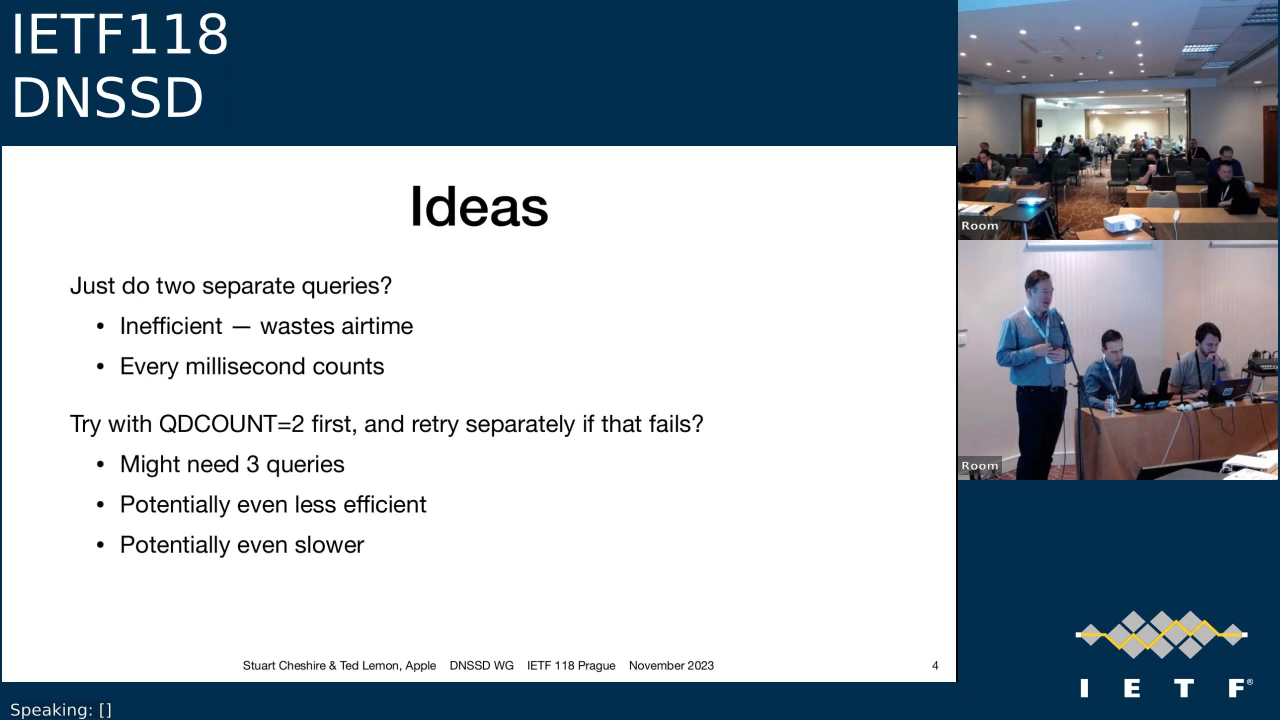 IETF118
DNSSD
Ideas
Just do two separate queries?
• Inefficient — wastes airtime
• Every millisecond counts
Try with QDCOUNT=2 first, and retry separately if that fails?
• Might need 3 queries
• Potentially even less efficient
• Potentially even slower
Stuart Cheshire & Ted Lemon, Apple DNSSD WG IETF 118 Prague November 2023 4
Room
Room
I E T F®
Speaking: []